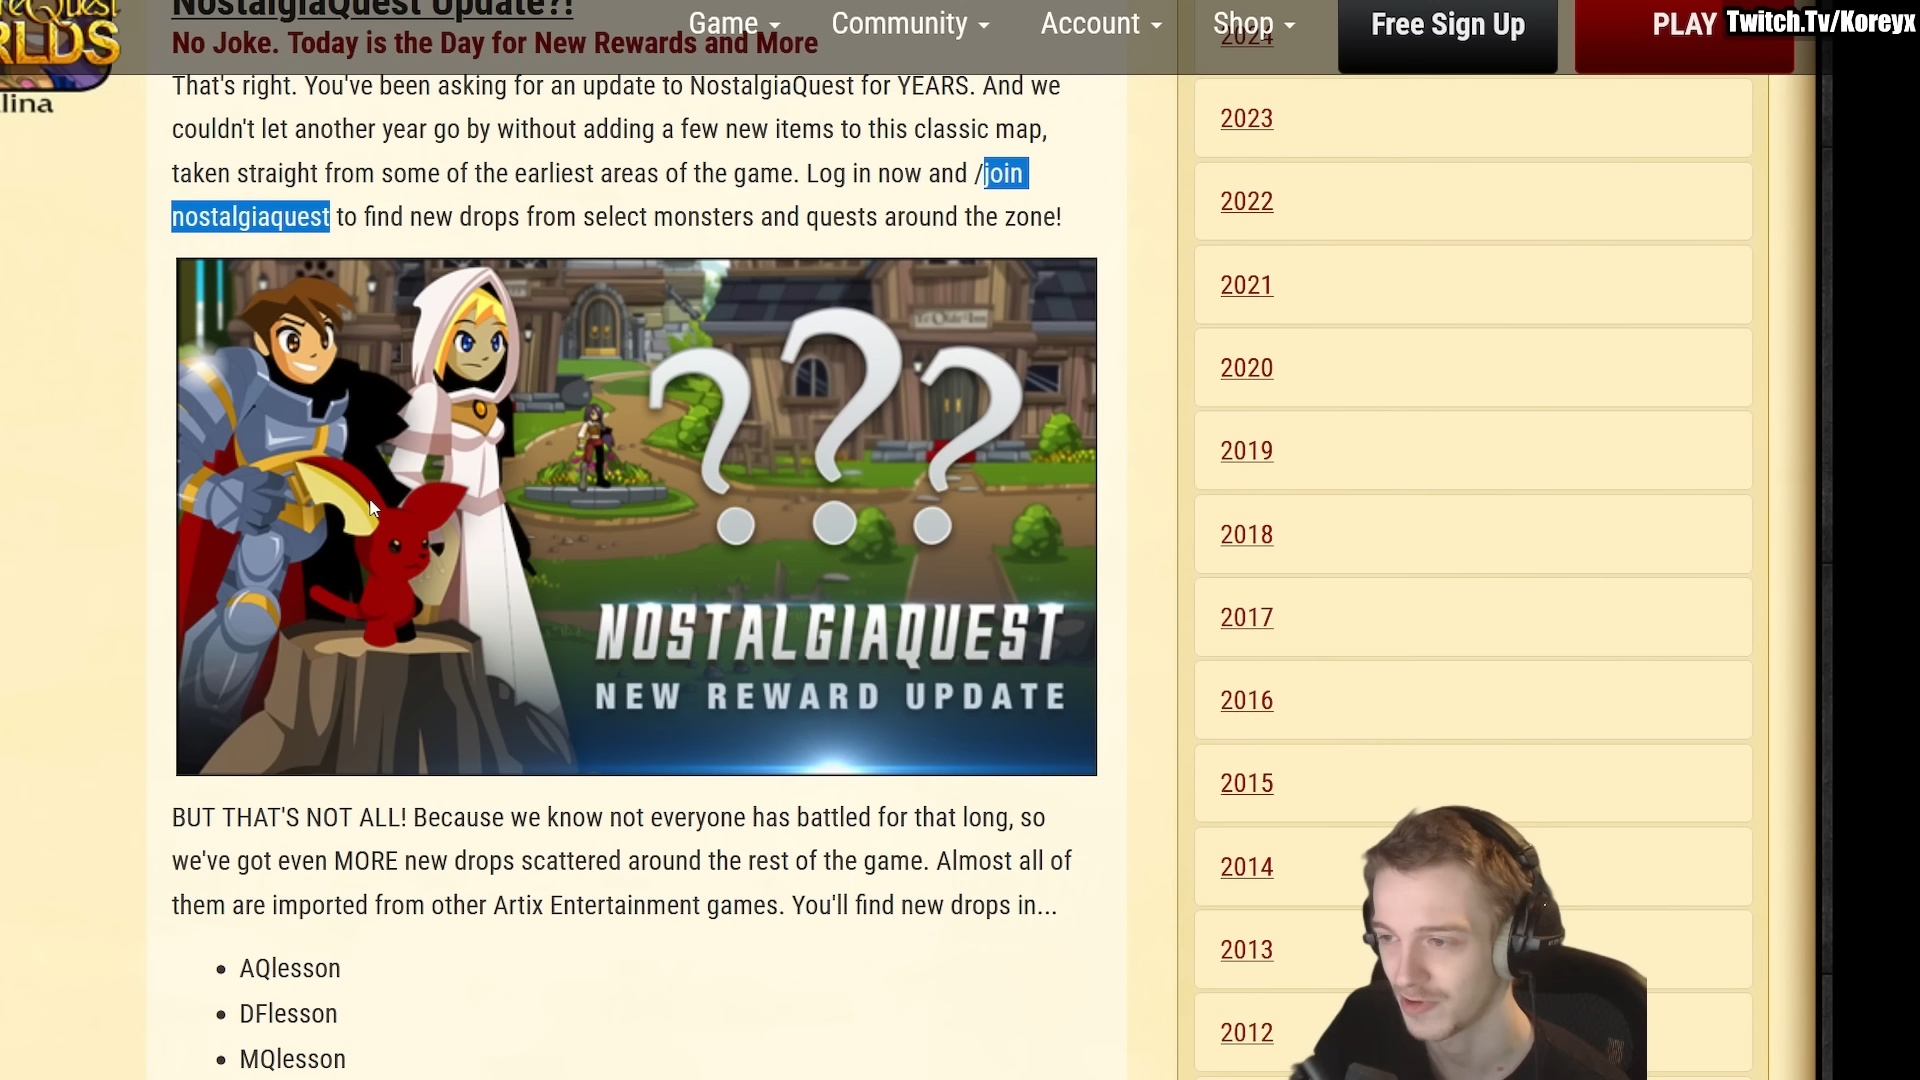 NostalgiaQuest Update?!
Game
Community
Account
Shop
Free Sign Up
PLAY
Twitch.Tv/Koreyx
No Joke. Today is the Day for New Rewards and More
2024
That's right. You've been asking for an update to NostalgiaQuest for YEARS. And we
couldn't let another year go by without adding a few new items to this classic map,
taken straight from some of the earliest areas of the game. Log in now and /join
nostalgiaquest to find new drops from select monsters and quests around the zone!
lina
???
Ye Olde Inn
NOSTALGIAQUEST
NEW REWARD UPDATE
BUT THAT'S NOT ALL! Because we know not everyone has battled for that long, so
we've got even MORE new drops scattered around the rest of the game. Almost all of
them are imported from other Artix Entertainment games. You'll find new drops in...
• AQlesson
• DFlesson
• MQlesson
2023
2022
2021
2020
2019
2018
2017
2016
2015
2014
2013
2012